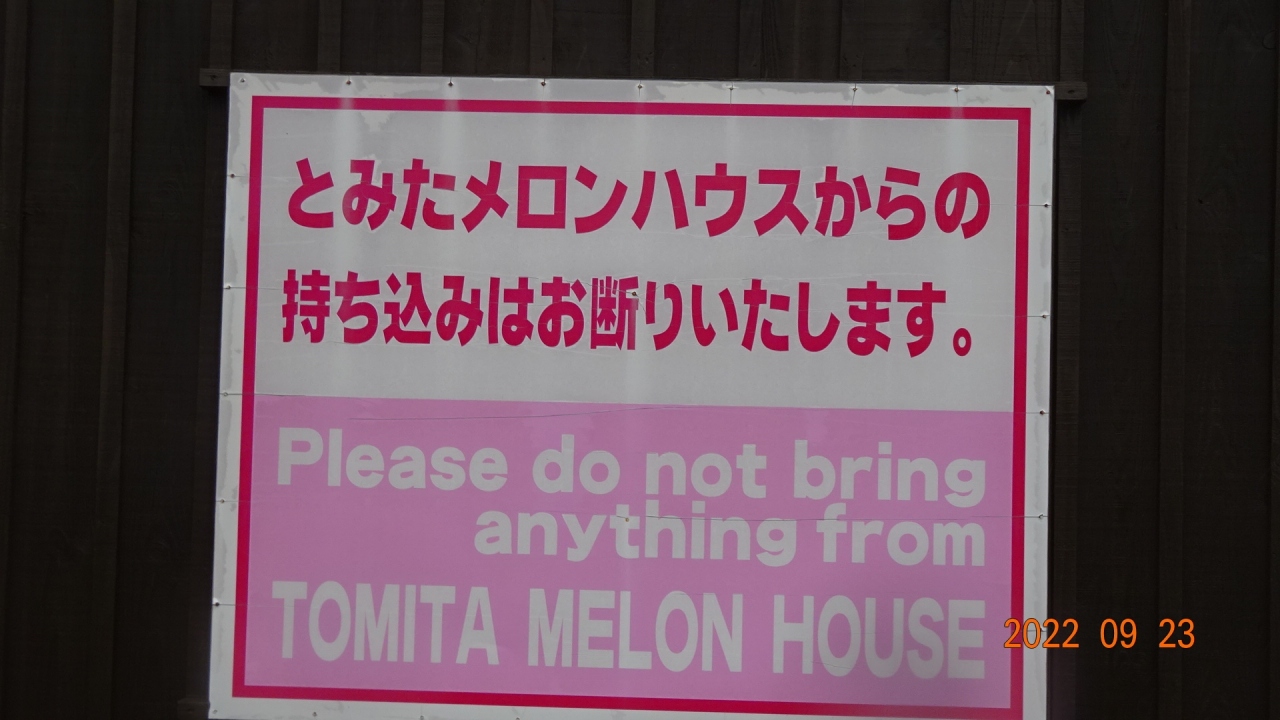 とみたメロンハウスからの
持ち込みはお断りいたします。
Please do not bring
anything from
TOMITA MELON HOUSE
2022 09 23